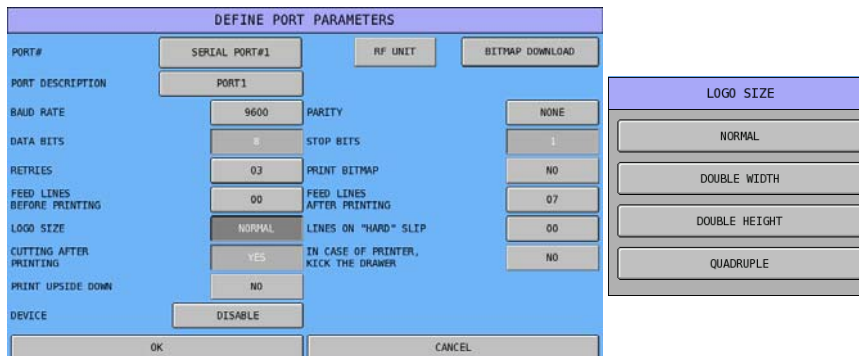 DEFINE PORT PARAMETERS
PORT# SERIAL PORT#1 RF UNIT BITMAP DOWNLOAD
PORT DESCRIPTION PORT1
BAUD RATE 9600 PARITY NONE
DATA BITS 8 STOP BITS 1
RETRIES 03 PRINT BITMAP NO
FEED LINES BEFORE PRINTING 00 FEED LINES AFTER PRINTING 07
LOGO SIZE NORMAL LINES ON "HARD" SLIP 00
CUTTING AFTER PRINTING YES IN CASE OF PRINTER, KICK THE DRAWER NO
PRINT UPSIDE DOWN NO
DEVICE DISABLE
OK CANCEL
LOGO SIZE
NORMAL
DOUBLE WIDTH
DOUBLE HEIGHT
QUADRUPLE